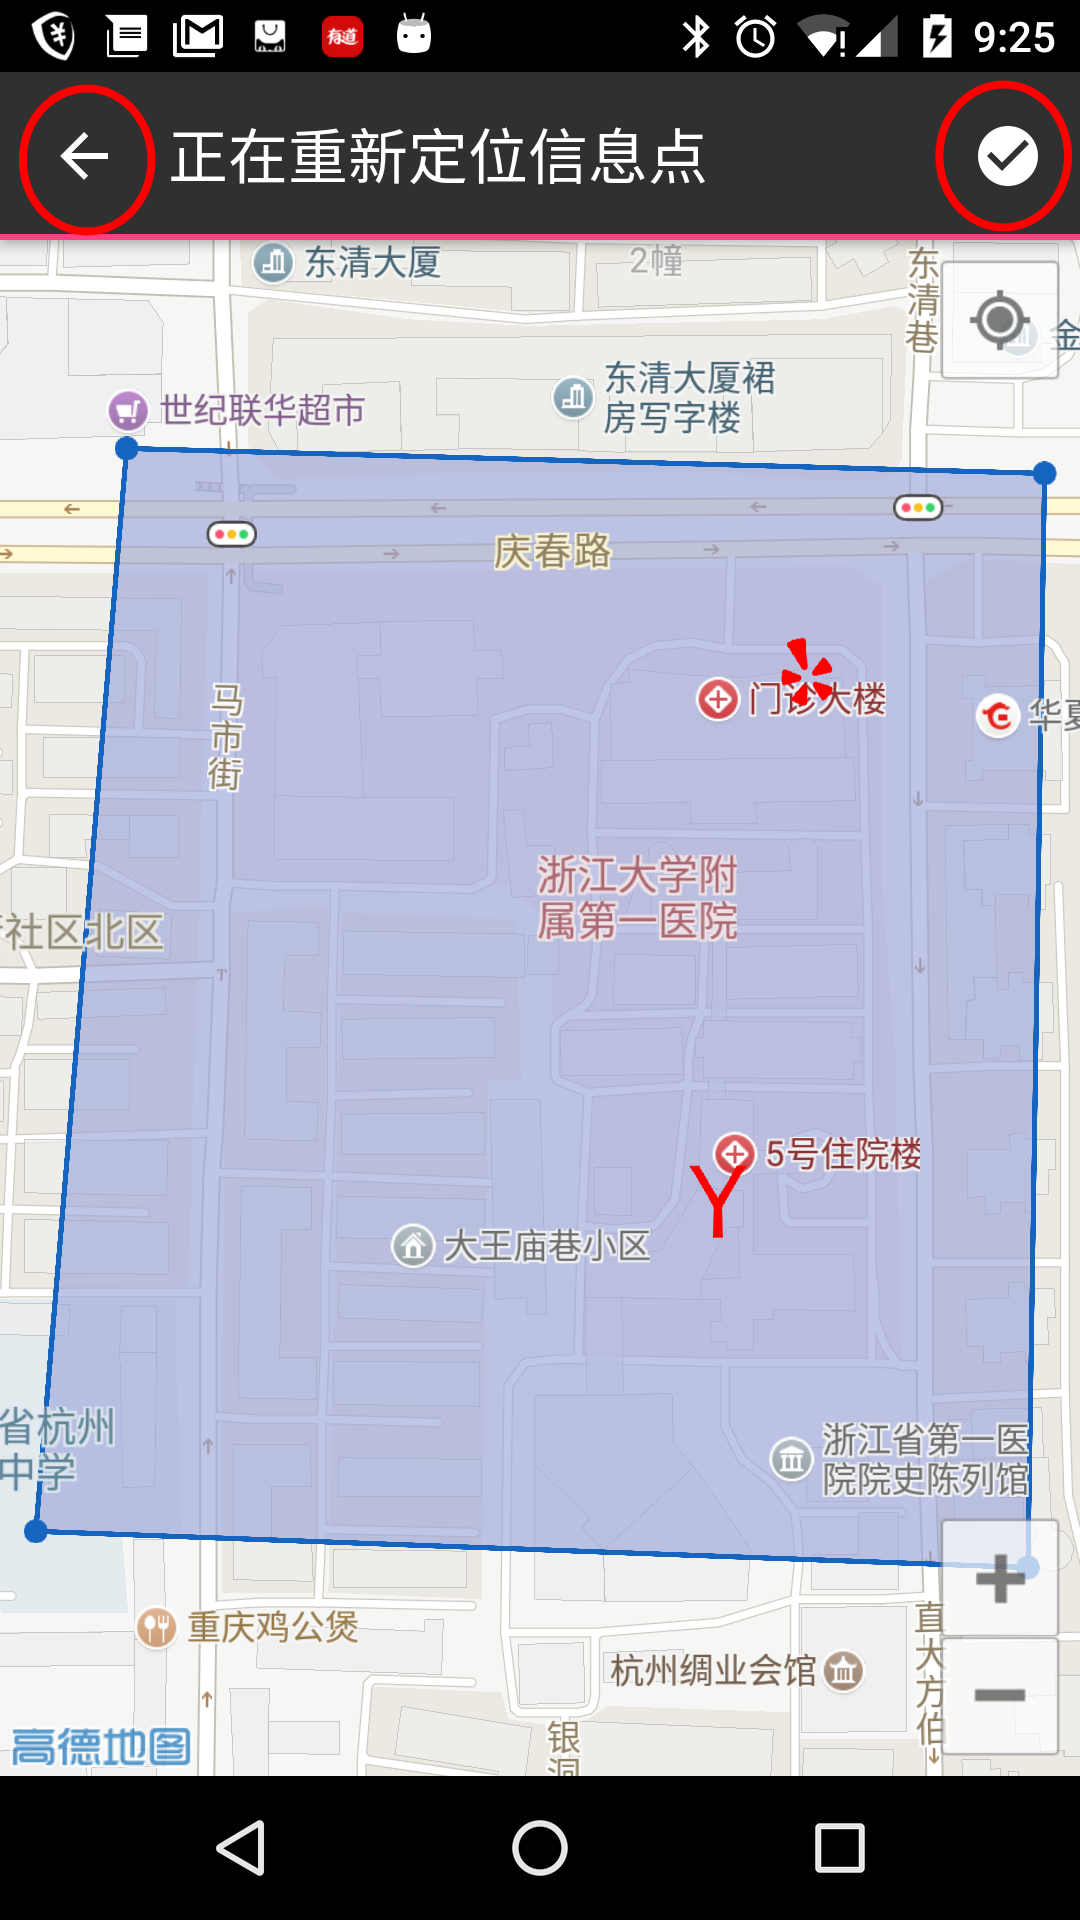 有道
9:25
正在重新定位信息点
东清大厦
2幢
东清巷
金
东清大厦裙
房写字楼
世纪联华超市
庆春路
马市街
门诊大楼
华夏
浙江大学附
属第一医院
社区北区
T
5号住院楼
Y
大王庙巷小区
省杭州
中学
浙江省第一医
院院史陈列馆
重庆鸡公煲
直大方伯
杭州绸业会馆
银洞
高德地图